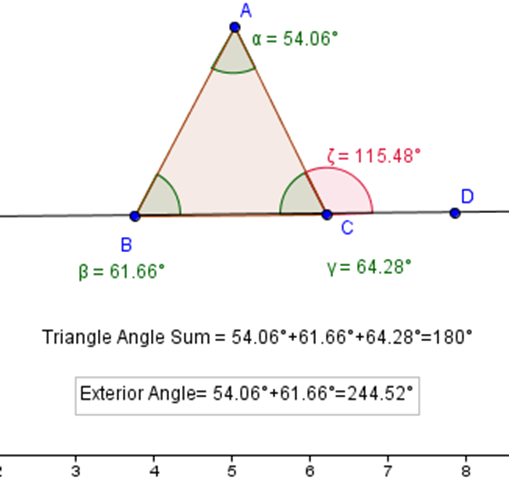 A
α = 54.06°
ζ = 115.48°
D
B
C
β = 61.66°
γ = 64.28°
Triangle Angle Sum = 54.06°+61.66°+64.28°=180°
Exterior Angle= 54.06°+61.66°=244.52°
2 3 4 5 6 7 8